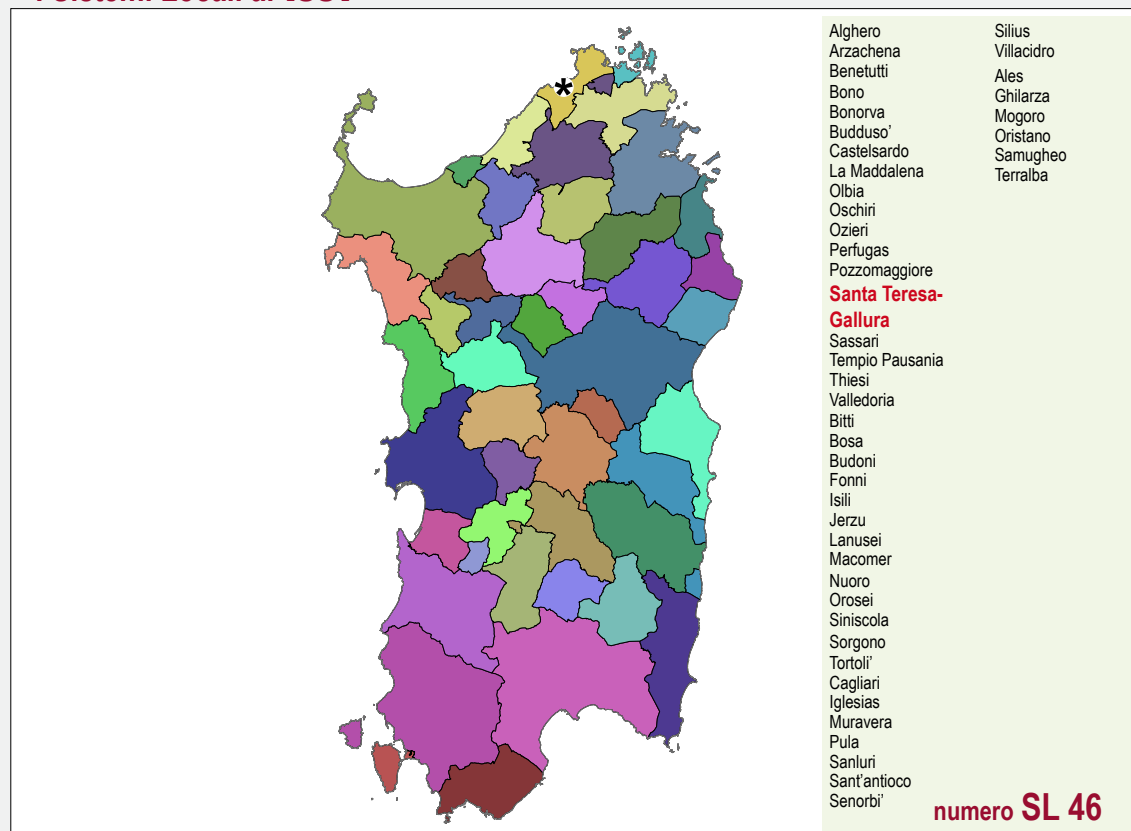 Alghero
Arzachena
Benetutti
Bono
Bonorva
Budduso'
Castelsardo
La Maddalena
Olbia
Oschiri
Ozieri
Perfugas
Pozzomaggiore
Santa Teresa-
Gallura
Sassari
Tempio Pausania
Thiesi
Valledoria
Bitti
Bosa
Budoni
Fonni
Isili
Jerzu
Lanusei
Macomer
Nuoro
Orosei
Siniscola
Sorgono
Tortoli'
Cagliari
Iglesias
Muravera
Pula
Sanluri
Sant'antioco
Senorbi'
Silius
Villacidro
Ales
Ghilarza
Mogoro
Oristano
Samugheo
Terralba
*
numero SL 46